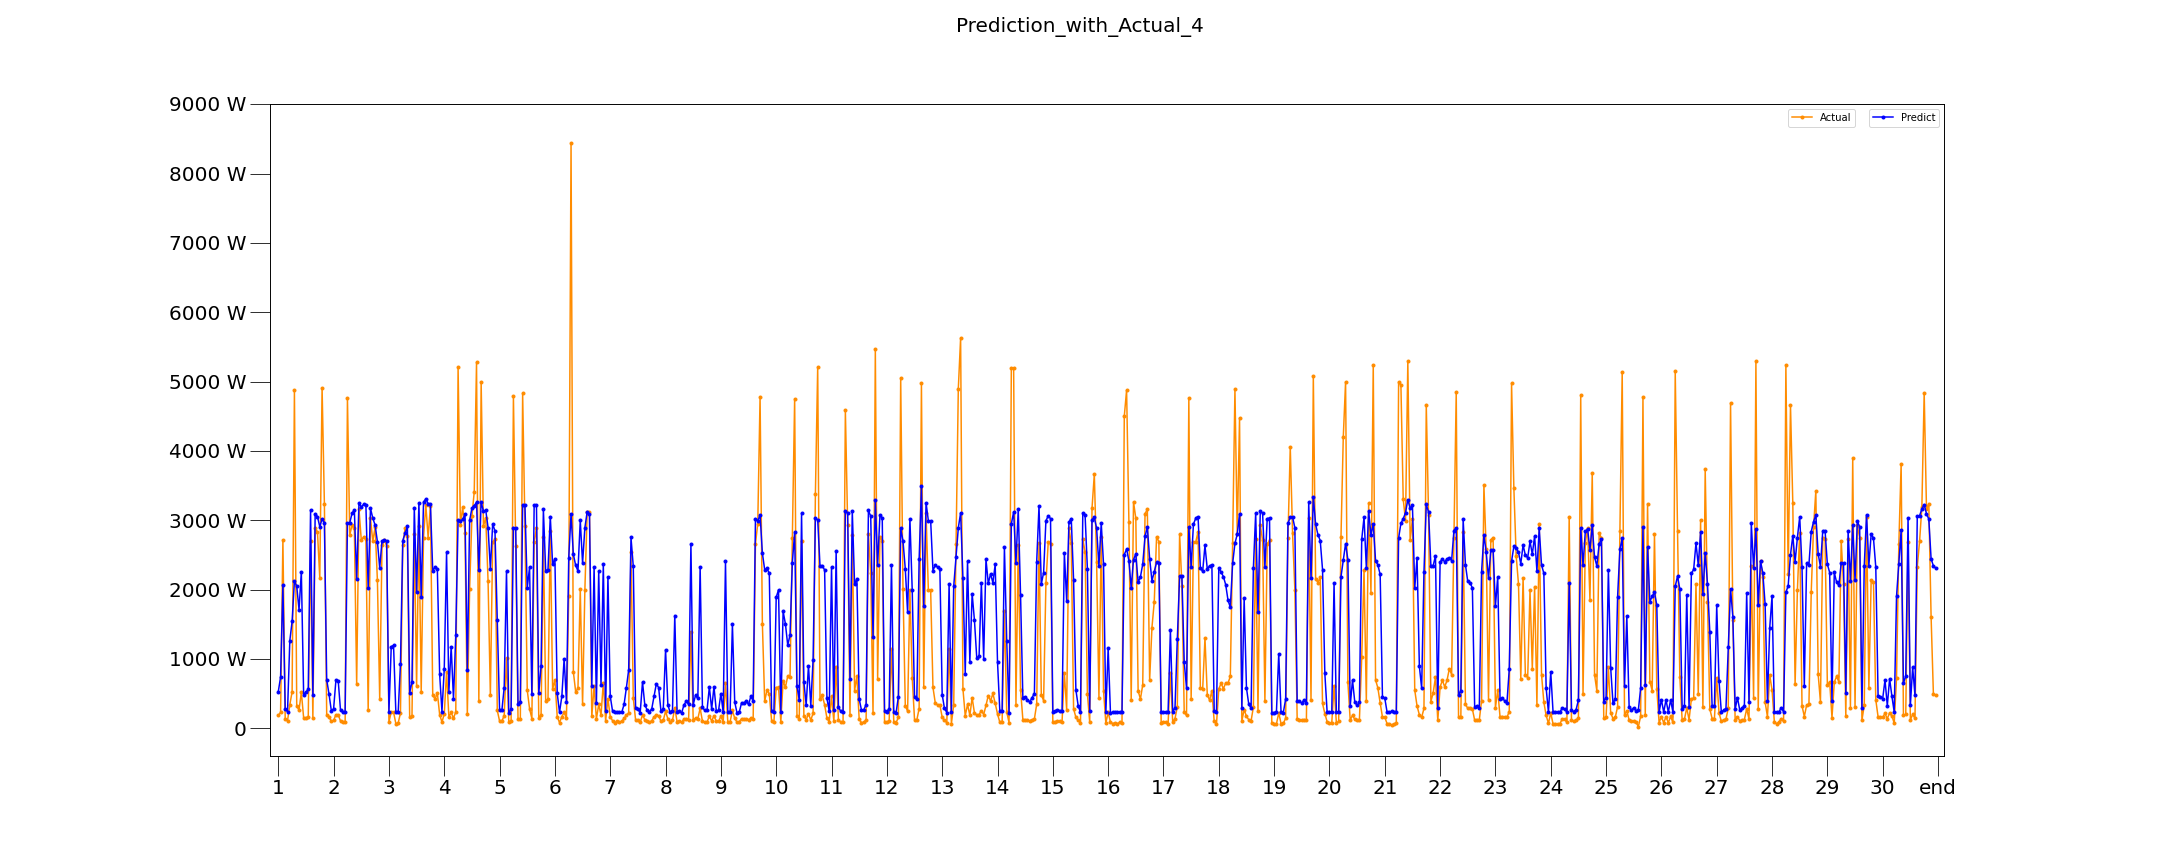 Prediction_with_Actual_4
9000 W
8000 W
7000 W
6000 W
5000 W
4000 W
3000 W
2000 W
1000 W
0
Actual Predict
1 2 3 4 5 6 7 8 9 10 11 12 13 14 15 16 17 18 19 20 21 22 23 24 25 26 27 28 29 30 end